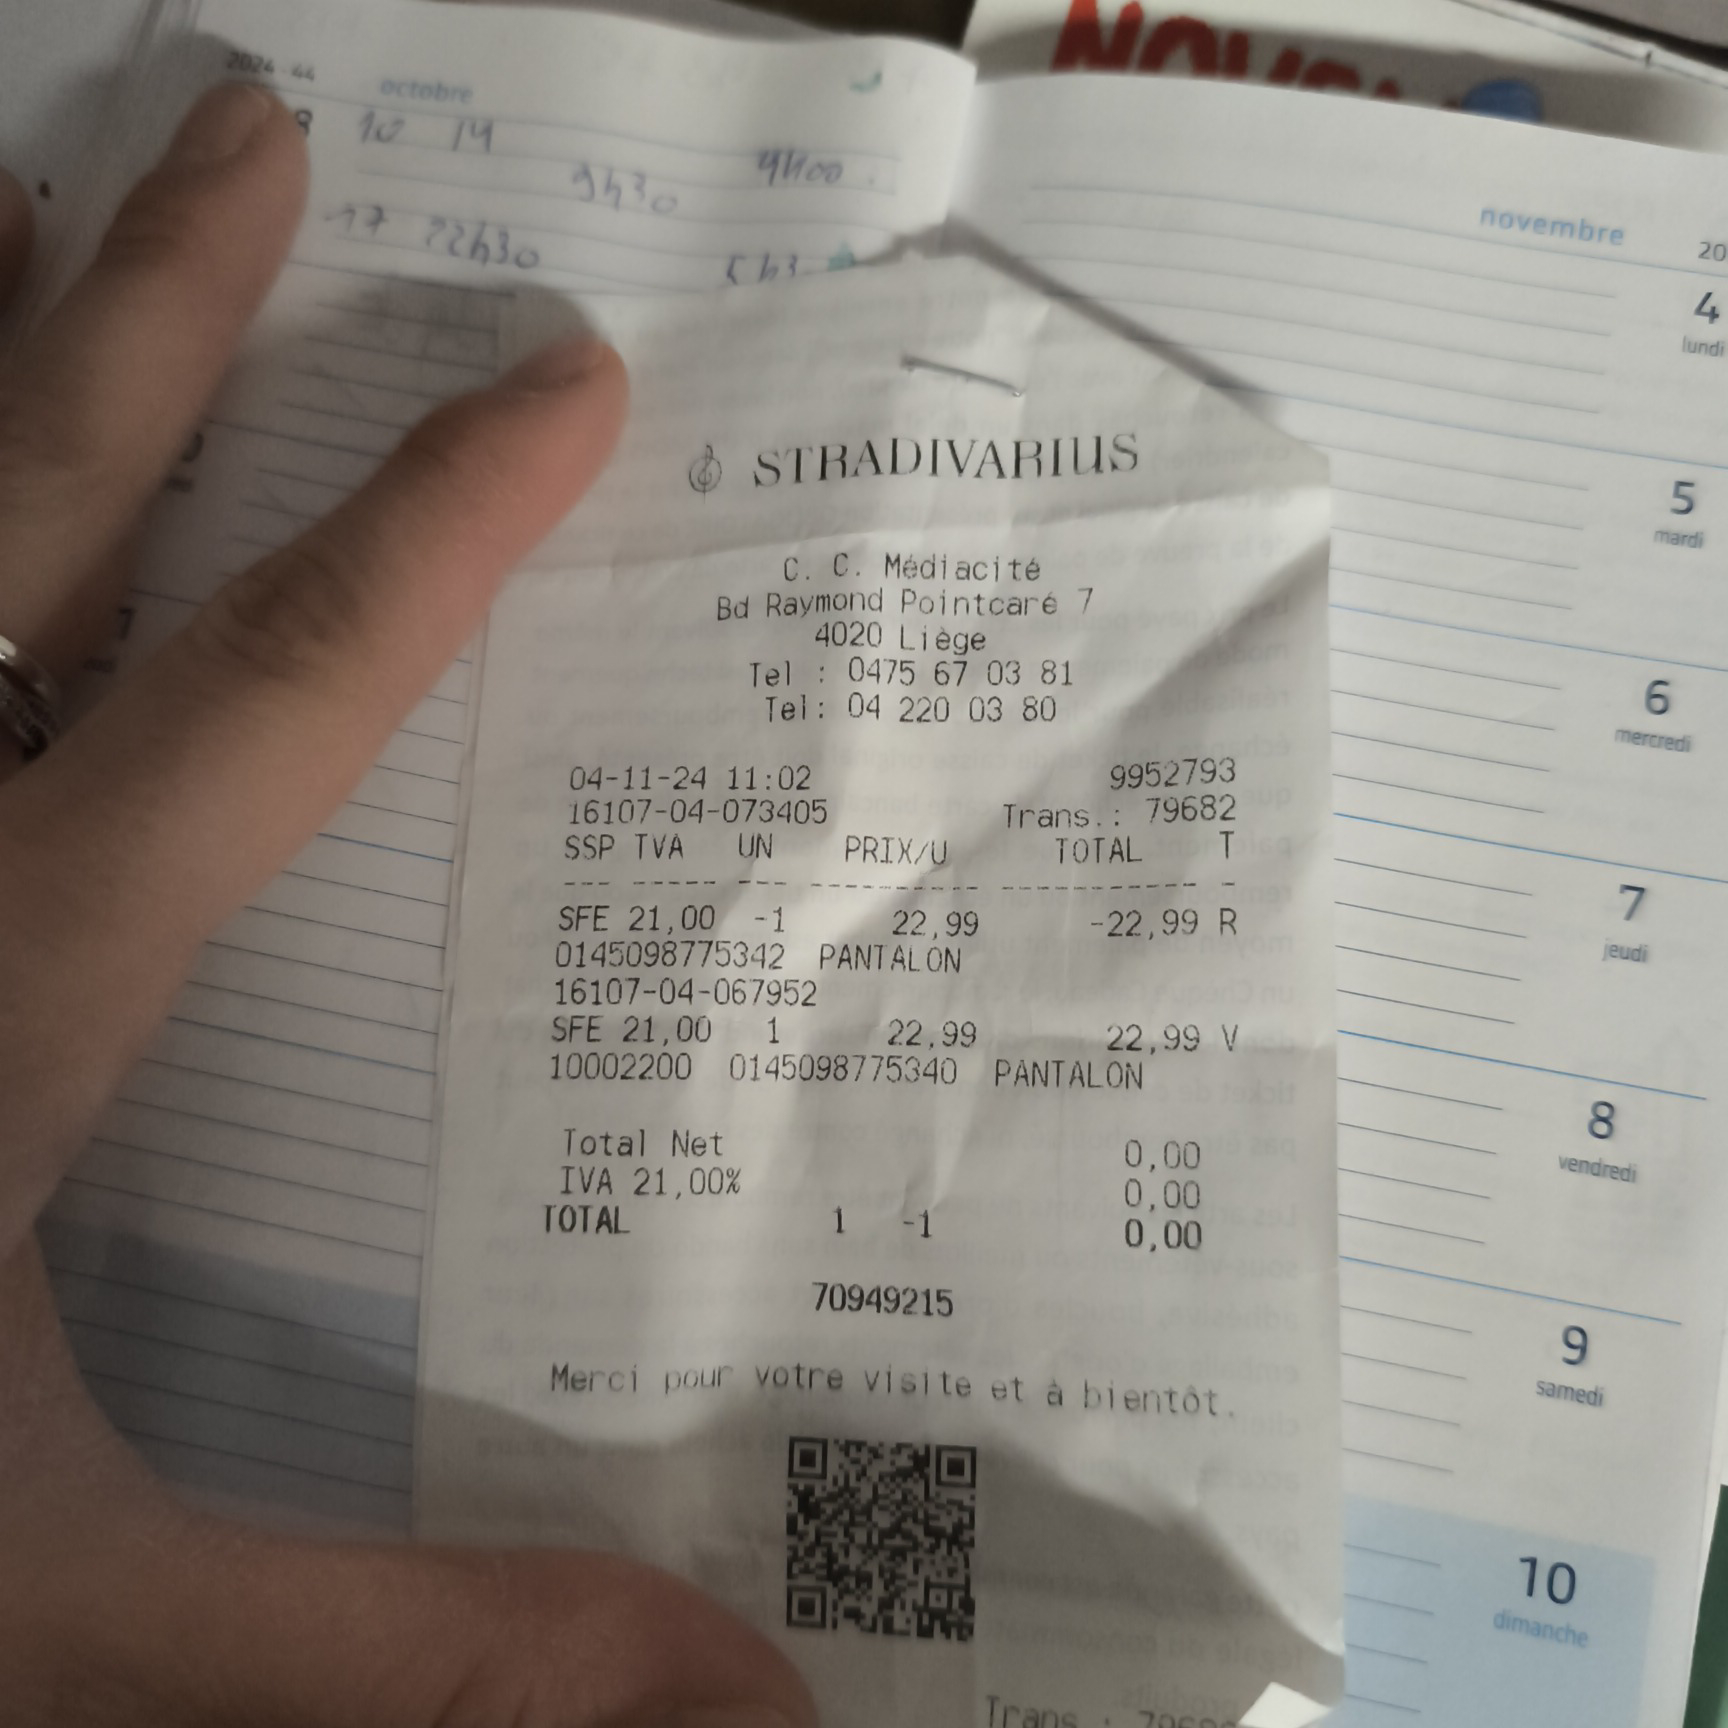 2024 - 44
octobre
10 14
9h30
17 22h30
NOVEM
novembre
20
4
lundi
5
mardi
6
mercredi
7
jeudi
8
vendredi
9
samedi
10
dimanche
STRADIVARIUS
C. C. Médiacité
Bd Raymond Pointcaré 7
4020 Liège
Tel : 0475 67 03 81
Tel: 04 220 03 80
04-11-24 11:02 9952793
16107-04-073405 Trans.: 79682
SSP TVA UN PRIX/U TOTAL T
--- ----- --- ---------- ------------ -
SFE 21,00 -1 22,99 -22,99 R
0145098775342 PANTALON
16107-04-067952
SFE 21,00 1 22,99 22,99 V
10002200 0145098775340 PANTALON
Total Net 0,00
IVA 21,00% 0,00
TOTAL 1 -1 0,00
70949215
Merci pour votre visite et à bientôt.
Trans